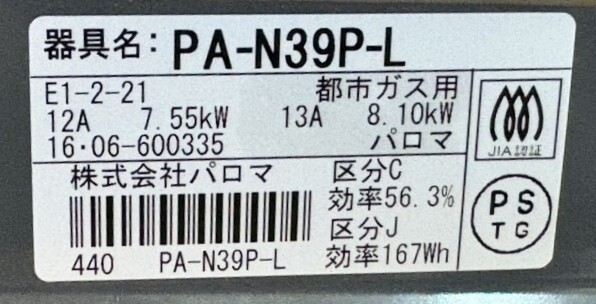 器具名: PA-N39P-L
E1-2-21 都市ガス用
12A 7.55kW 13A 8.10kW
16・06-600335 パロマ
JIA認証
株式会社パロマ 区分C
効率56.3%
区分J
440 PA-N39P-L 効率167Wh
PS
TG